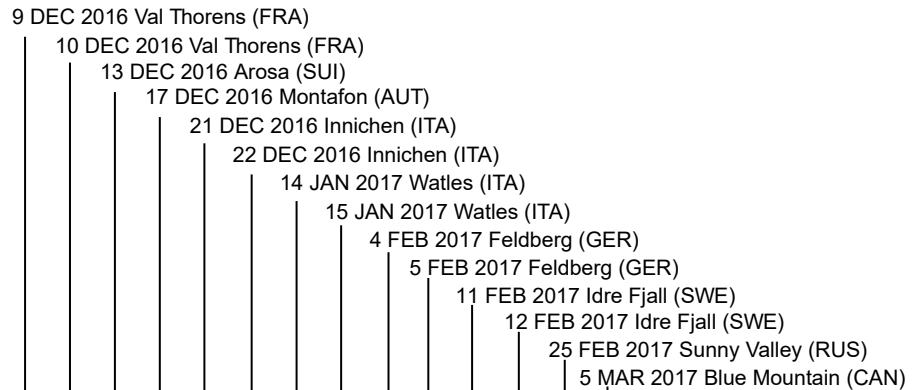 9 DEC 2016 Val Thorens (FRA)
10 DEC 2016 Val Thorens (FRA)
13 DEC 2016 Arosa (SUI)
17 DEC 2016 Montafon (AUT)
21 DEC 2016 Innichen (ITA)
22 DEC 2016 Innichen (ITA)
14 JAN 2017 Watles (ITA)
15 JAN 2017 Watles (ITA)
4 FEB 2017 Feldberg (GER)
5 FEB 2017 Feldberg (GER)
11 FEB 2017 Idre Fjall (SWE)
12 FEB 2017 Idre Fjall (SWE)
25 FEB 2017 Sunny Valley (RUS)
5 MAR 2017 Blue Mountain (CAN)